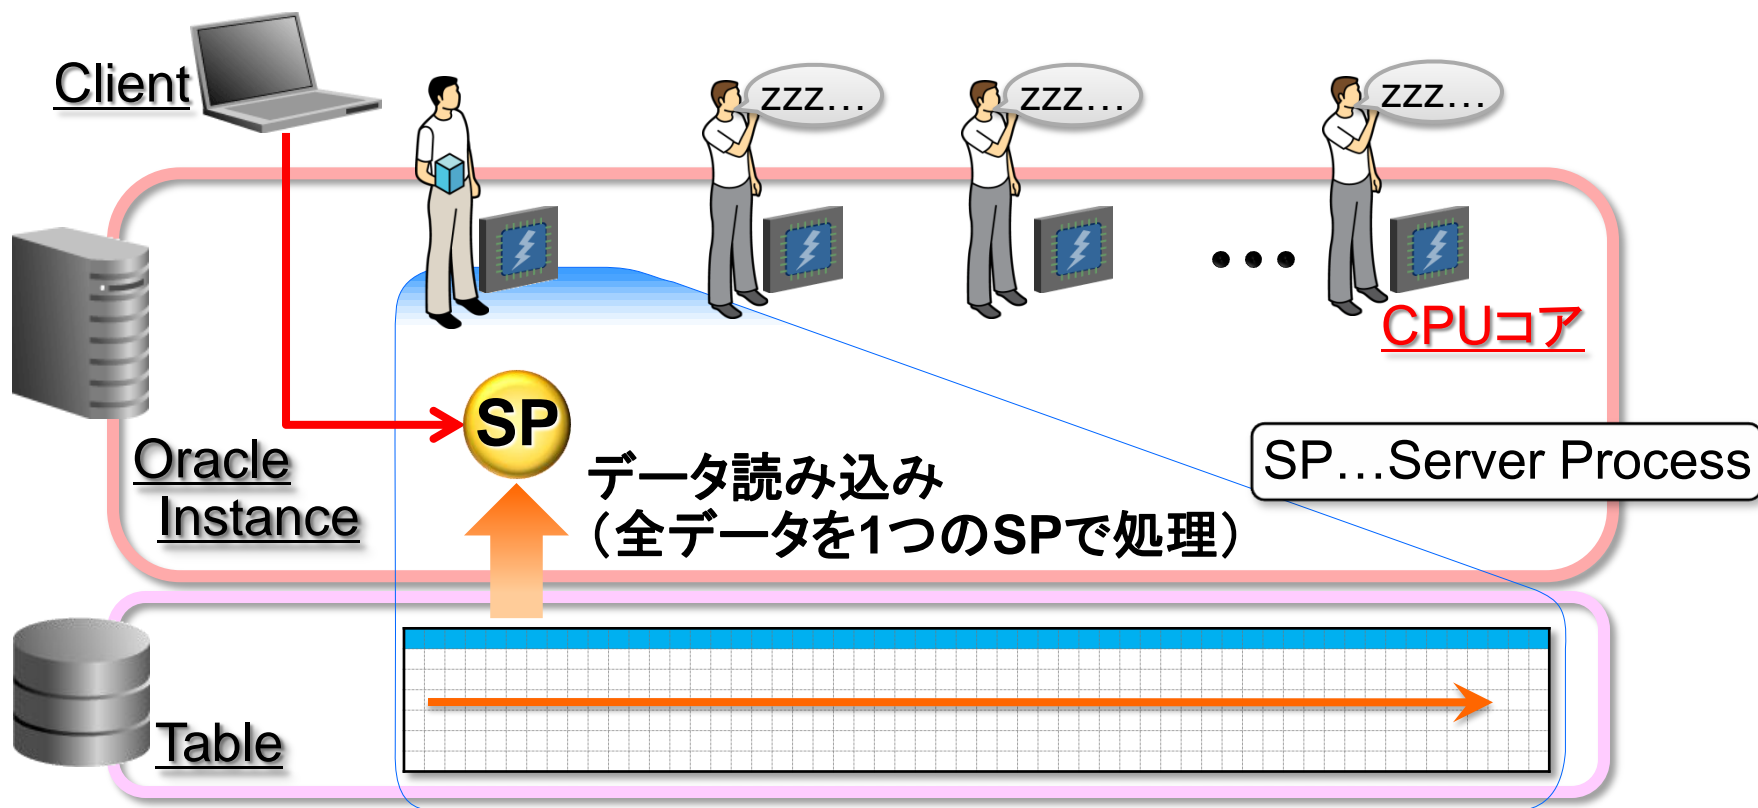 Client
zzz…
zzz…
zzz…
CPUコア
SP
Oracle
Instance
データ読み込み
（全データを1つのSPで処理）
SP…Server Process
Table